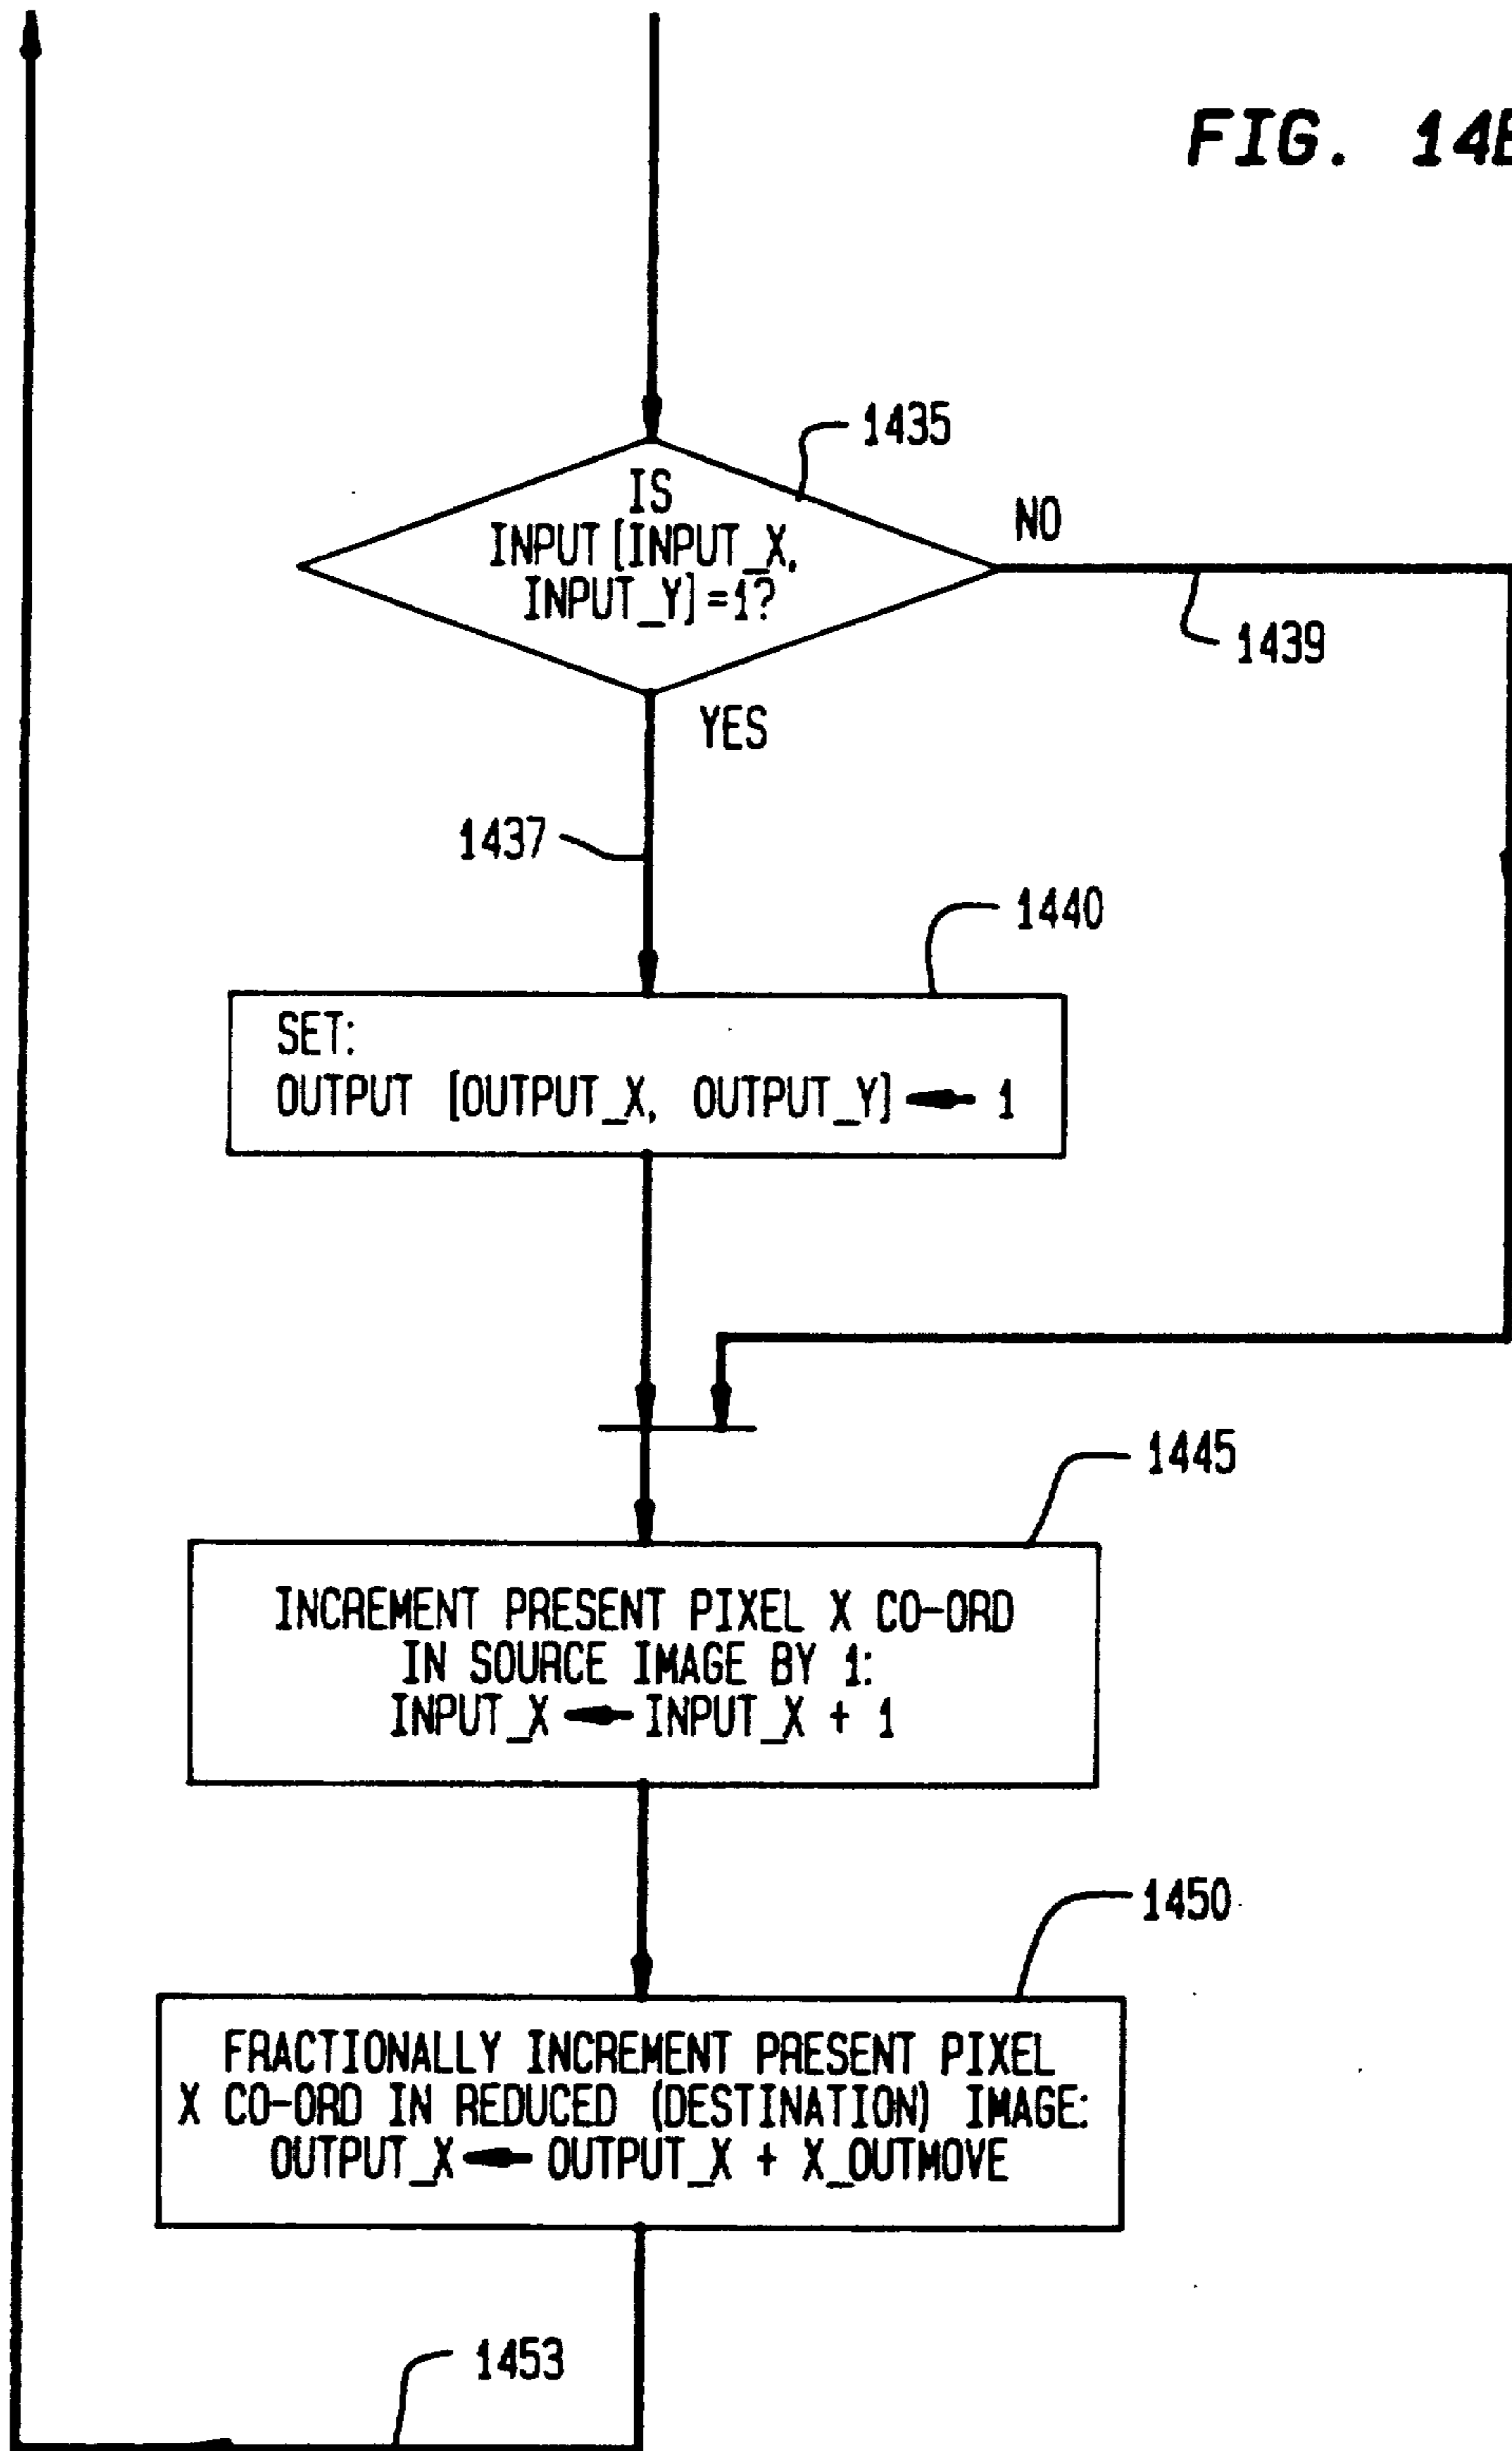 FIG. 14B
1435
IS
INPUT [INPUT_X,
INPUT_Y] =1?
NO
1439
YES
1437
1440
SET:
OUTPUT [OUTPUT_X, OUTPUT_Y] ← 1
1445
INCREMENT PRESENT PIXEL X CO-ORD
IN SOURCE IMAGE BY 1:
INPUT_X ← INPUT_X + 1
1450
FRACTIONALLY INCREMENT PRESENT PIXEL
X CO-ORD IN REDUCED (DESTINATION) IMAGE:
OUTPUT_X ← OUTPUT_X + X_OUTMOVE
1453